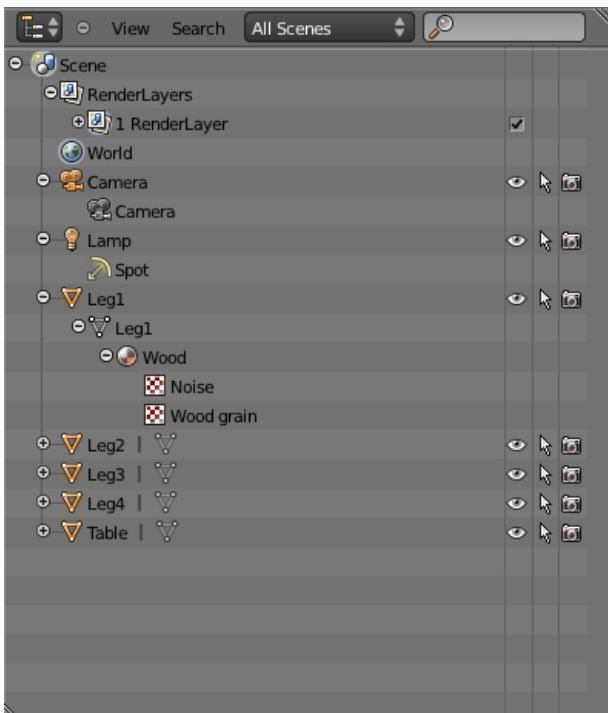 View Search All Scenes
Scene
RenderLayers
1 RenderLayer
World
Camera
Camera
Lamp
Spot
Leg1
Leg1
Wood
Noise
Wood grain
Leg2 |
Leg3 |
Leg4 |
Table |